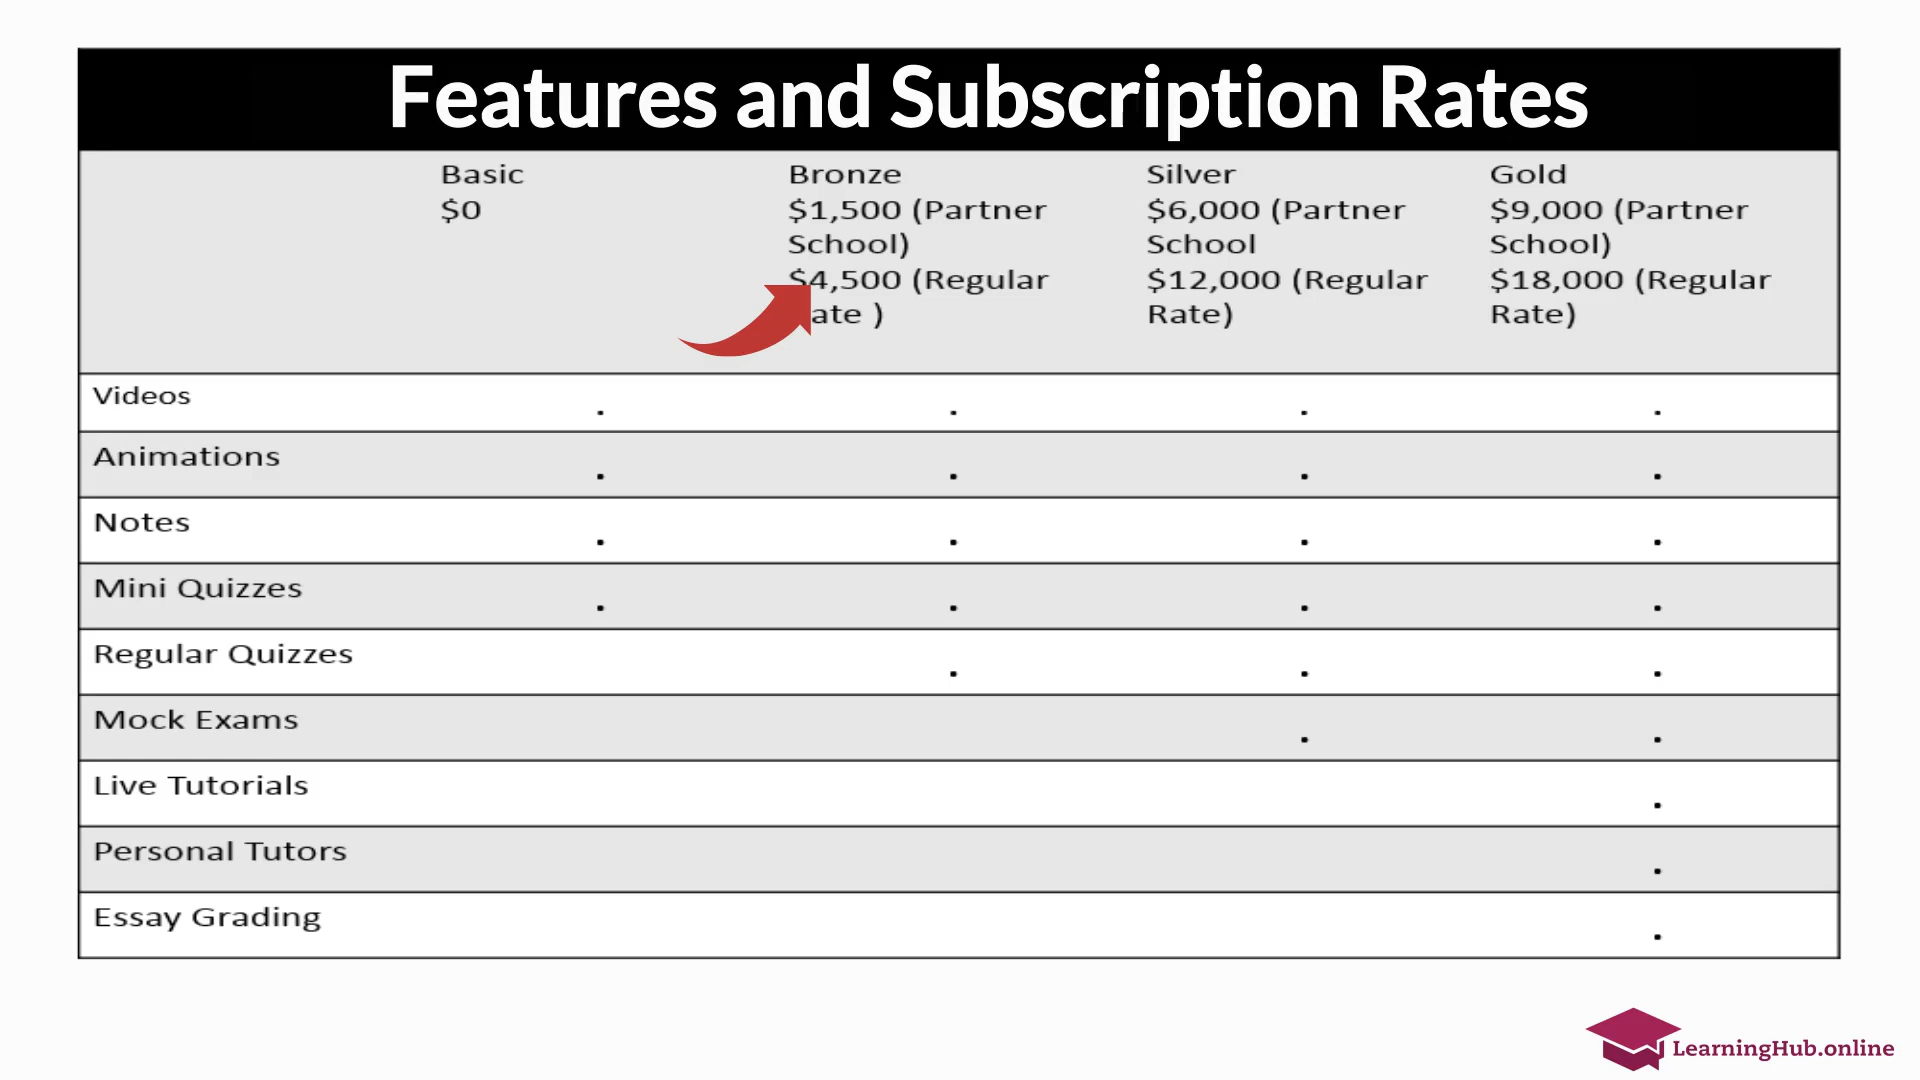 Features and Subscription Rates
Basic
$0
Bronze
$1,500 (Partner
School)
$4,500 (Regular
ate )
Silver
$6,000 (Partner
School
$12,000 (Regular
Rate)
Gold
$9,000 (Partner
School)
$18,000 (Regular
Rate)
Videos . . . .
Animations . . . .
Notes . . . .
Mini Quizzes . . . .
Regular Quizzes . . .
Mock Exams . .
Live Tutorials .
Personal Tutors .
Essay Grading .
LearningHub.online